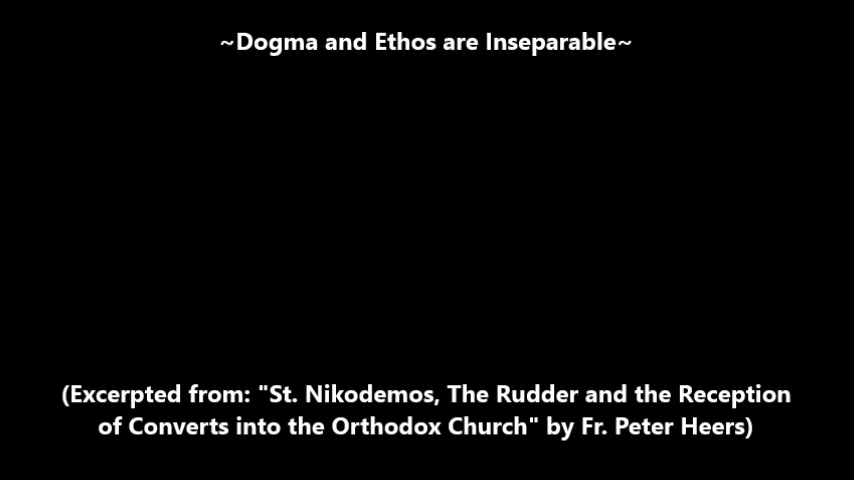 ~Dogma and Ethos are Inseparable~
(Excerpted from: "St. Nikodemos, The Rudder and the Reception
of Converts into the Orthodox Church" by Fr. Peter Heers)